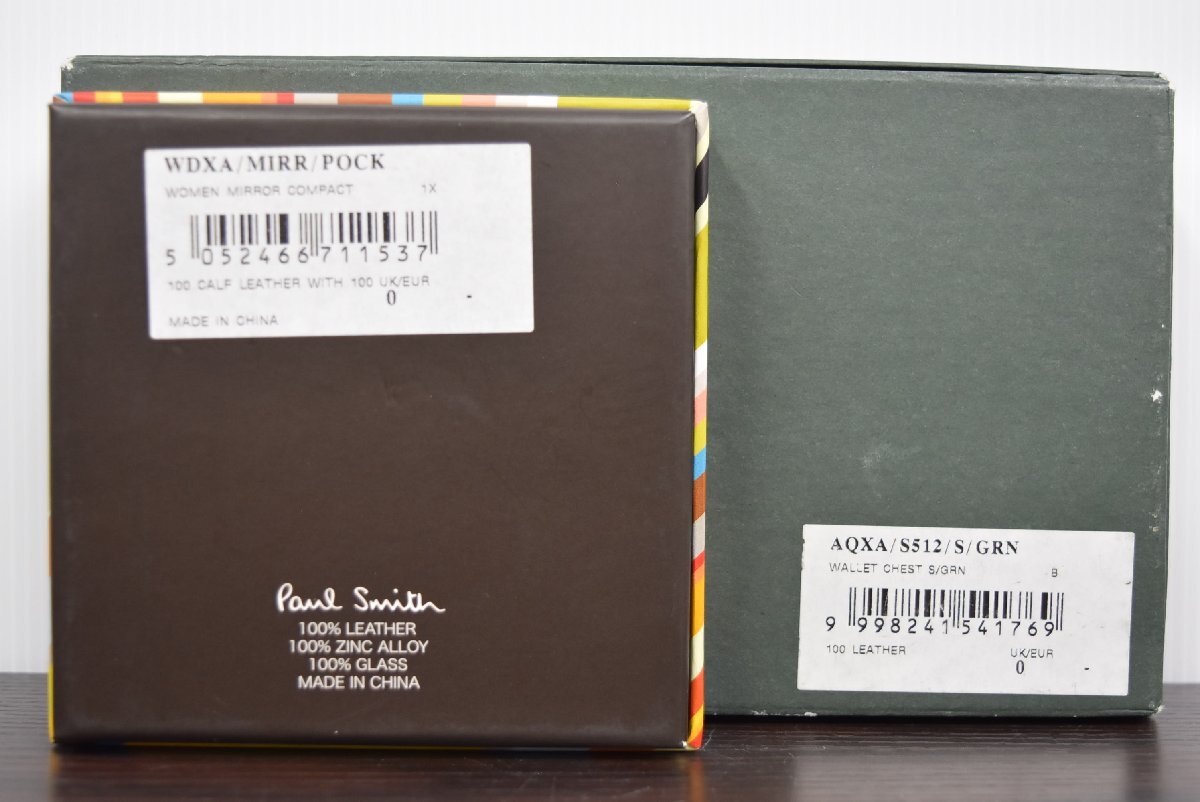 WDXA/MIRR/POCK
WOMEN MIRROR COMPACT 1X
5 052466 711537
100 CALF LEATHER WITH 100 UK/EUR
0 -
MADE IN CHINA
Paul Smith
100% LEATHER
100% ZINC ALLOY
100% GLASS
MADE IN CHINA
AQXA/S512/S/GRN
WALLET CHEST S/GRN B
9 998241 541769
100 LEATHER UK/EUR
0 -